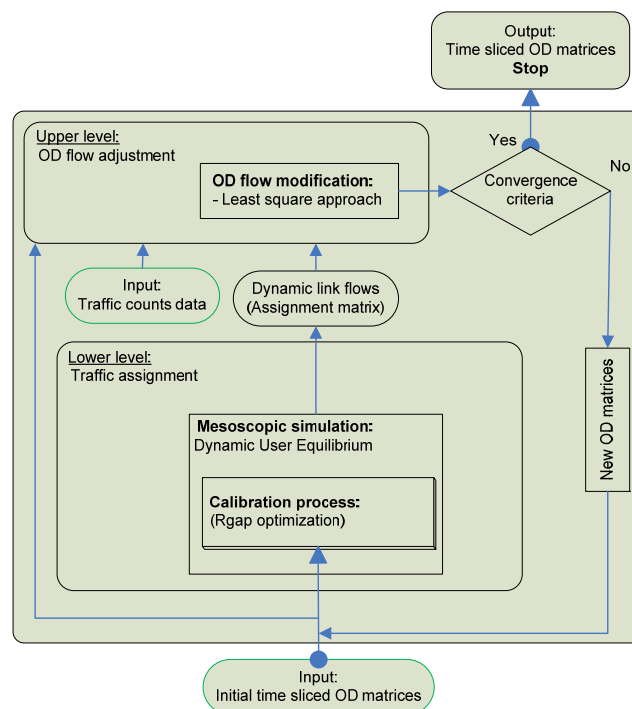 Output:
Time sliced OD matrices
Stop
Upper level:
OD flow adjustment
Yes
No
OD flow modification:
- Least square approach
Convergence
criteria
Input:
Traffic counts data
Dynamic link flows
(Assignment matrix)
Lower level:
Traffic assignment
New OD matrices
Mesoscopic simulation:
Dynamic User Equilibrium
Calibration process:
(Rgap optimization)
Input:
Initial time sliced OD matrices